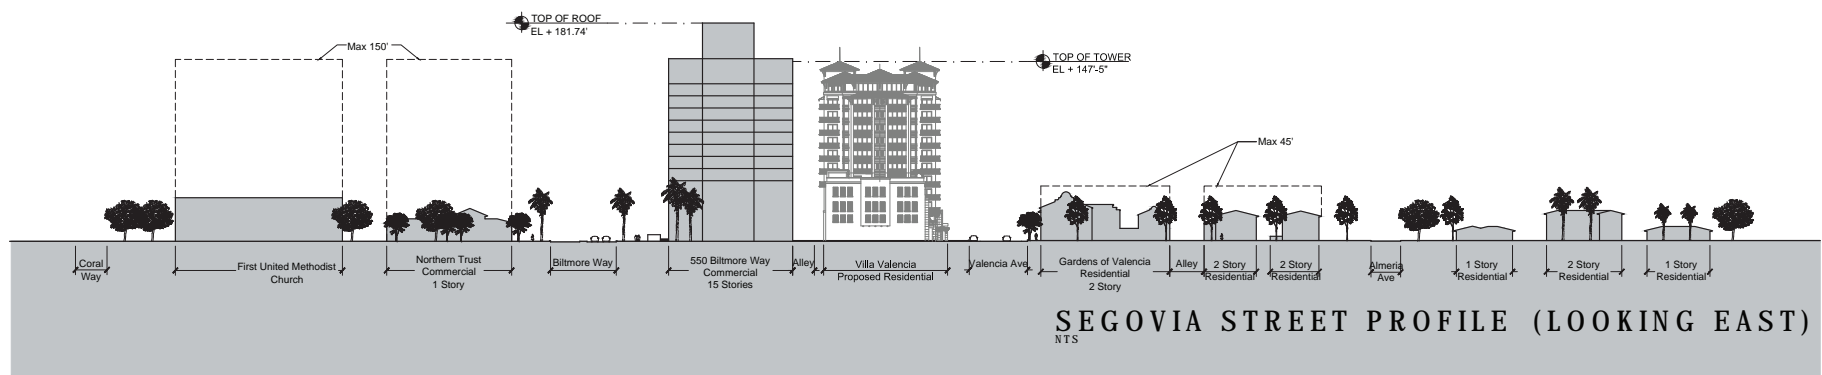 TOP OF ROOF
EL + 181.74'
Max 150'
TOP OF TOWER
EL + 147'-5"
Max 45'
Coral
Way
First United Methodist
Church
Northern Trust
Commercial
1 Story
Biltmore Way
550 Biltmore Way
Commercial
15 Stories
Alley
Villa Valencia
Proposed Residential
Valencia Ave
Gardens of Valencia
Residential
2 Story
Alley
2 Story
Residential
2 Story
Residential
Almeria
Ave
1 Story
Residential
2 Story
Residential
1 Story
Residential
SEGOVIA STREET PROFILE (LOOKING EAST)
NTS